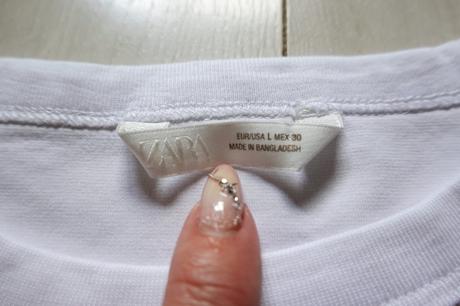 ZARA
EUR/USA L MEX 30
MADE IN BANGLADESH